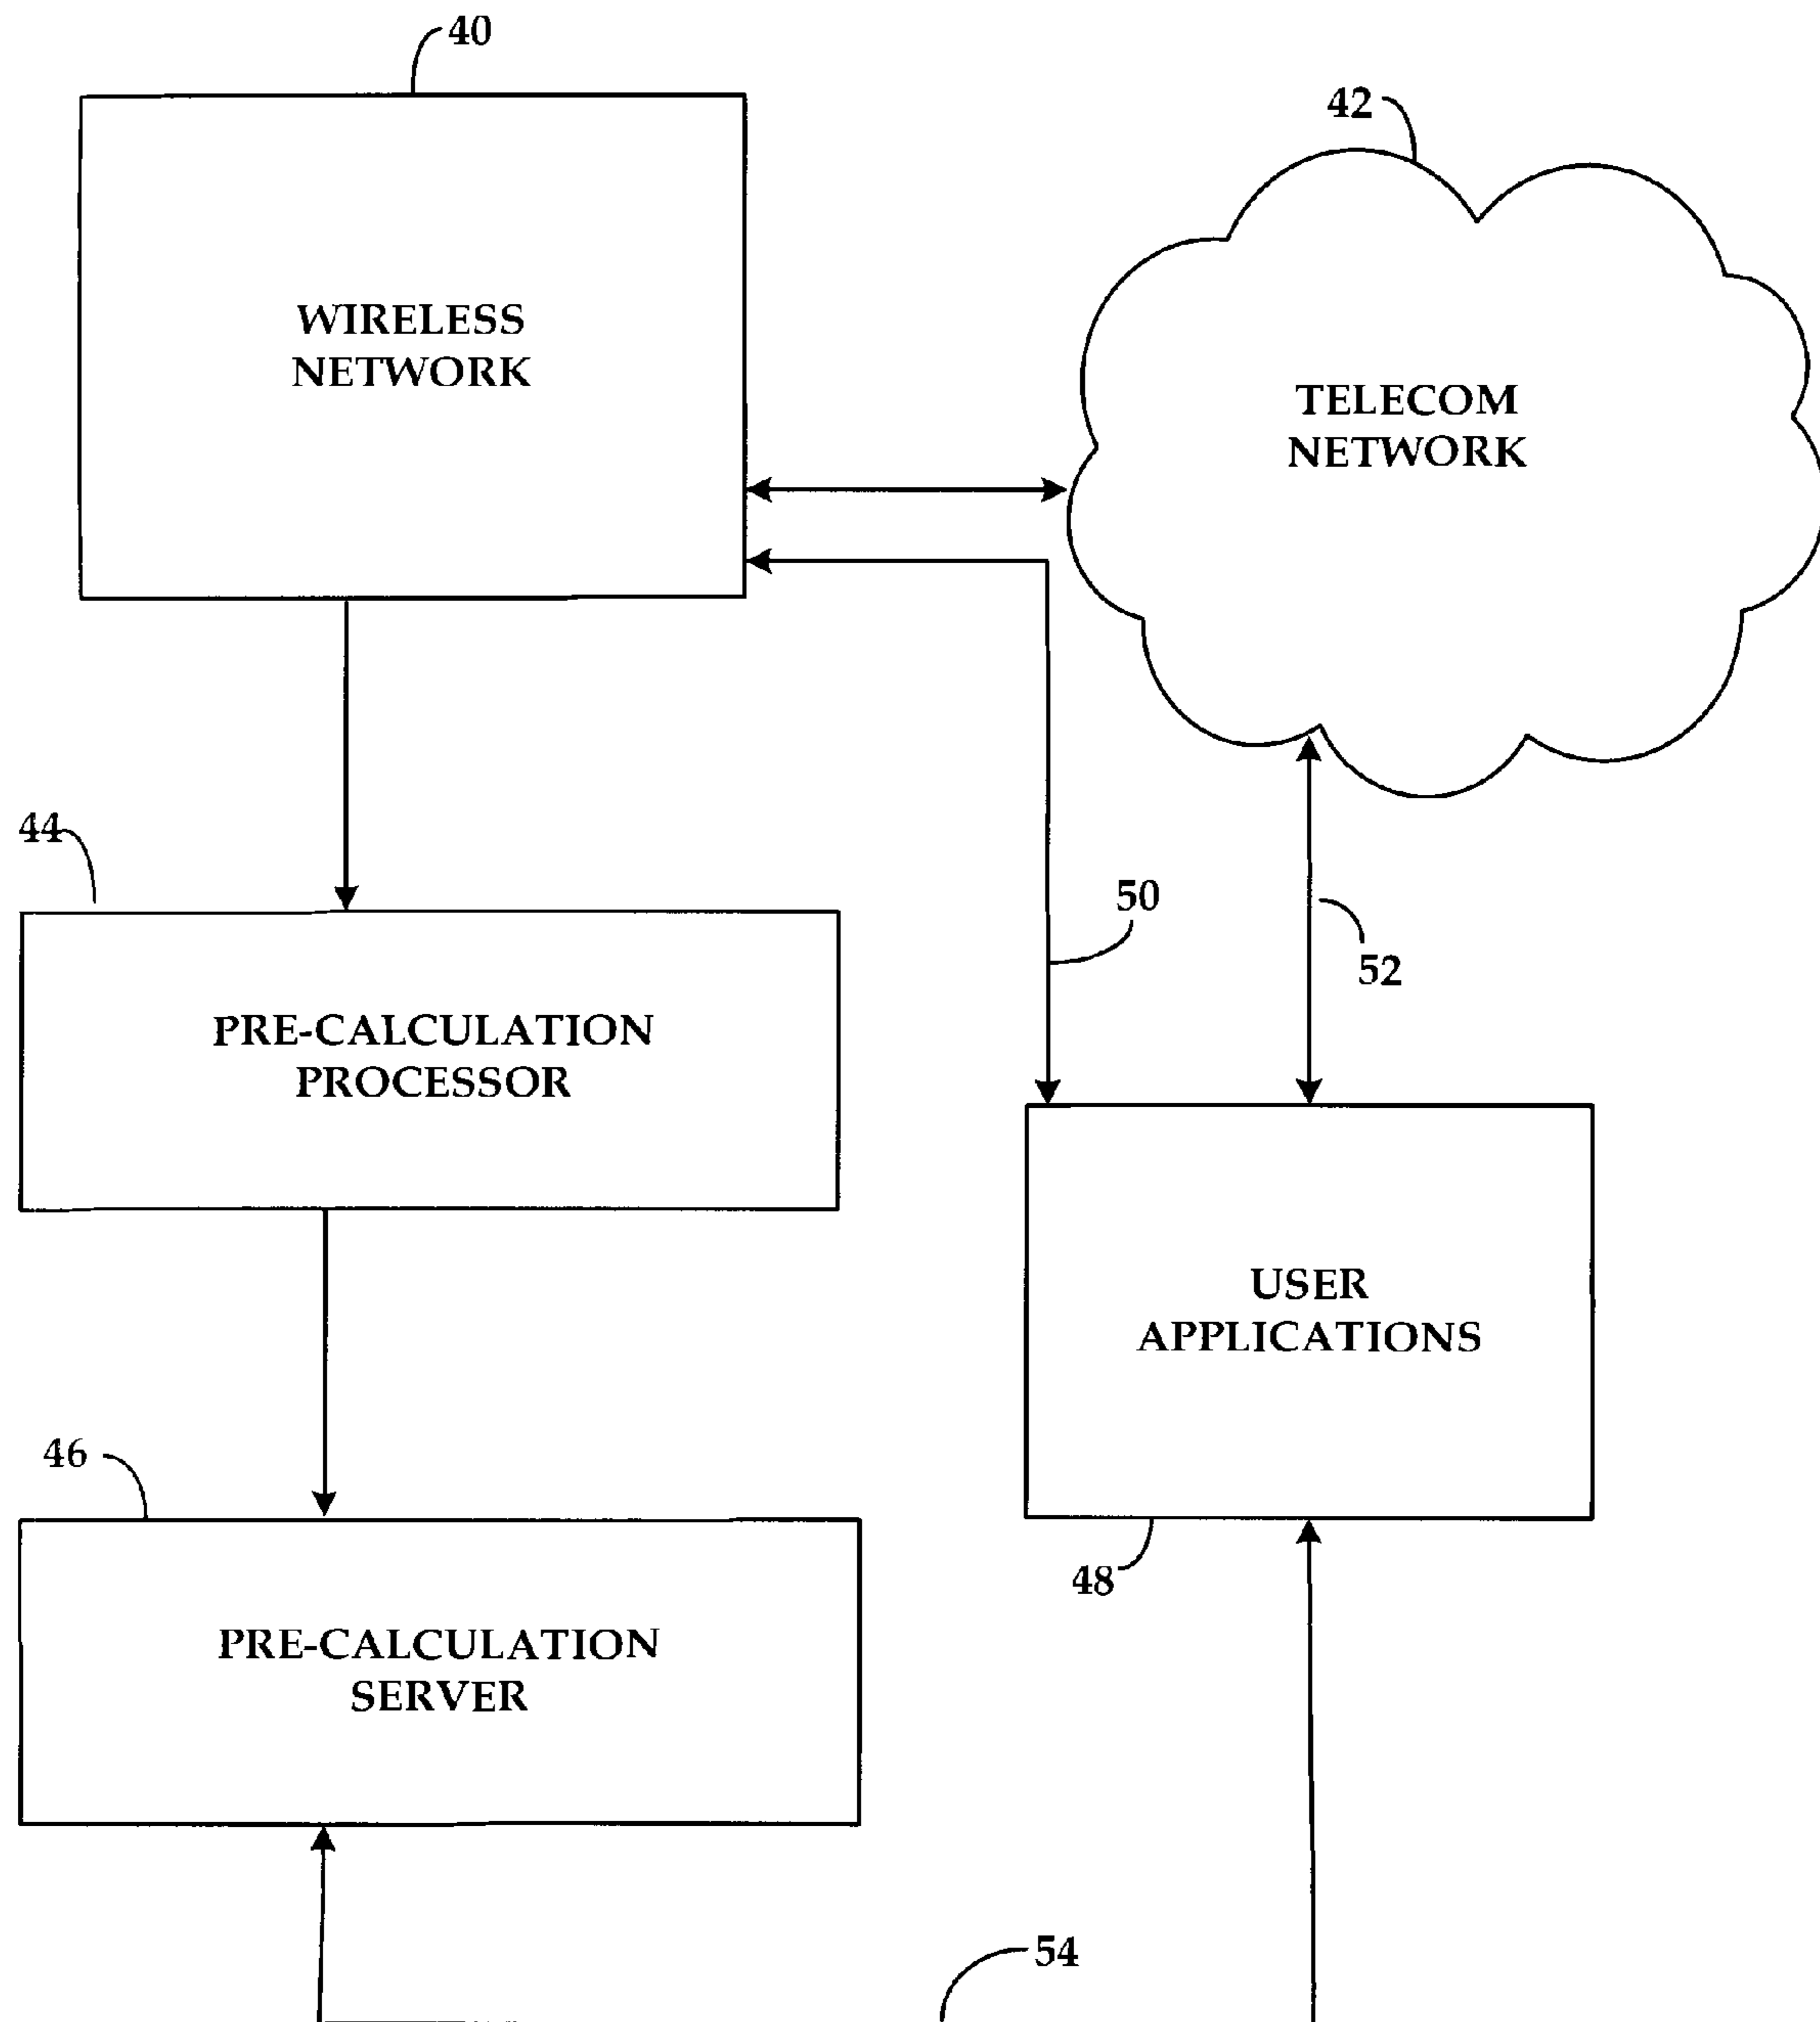 40
42
WIRELESS
NETWORK
TELECOM
NETWORK
44
50
52
PRE-CALCULATION
PROCESSOR
USER
APPLICATIONS
46
48
PRE-CALCULATION
SERVER
54